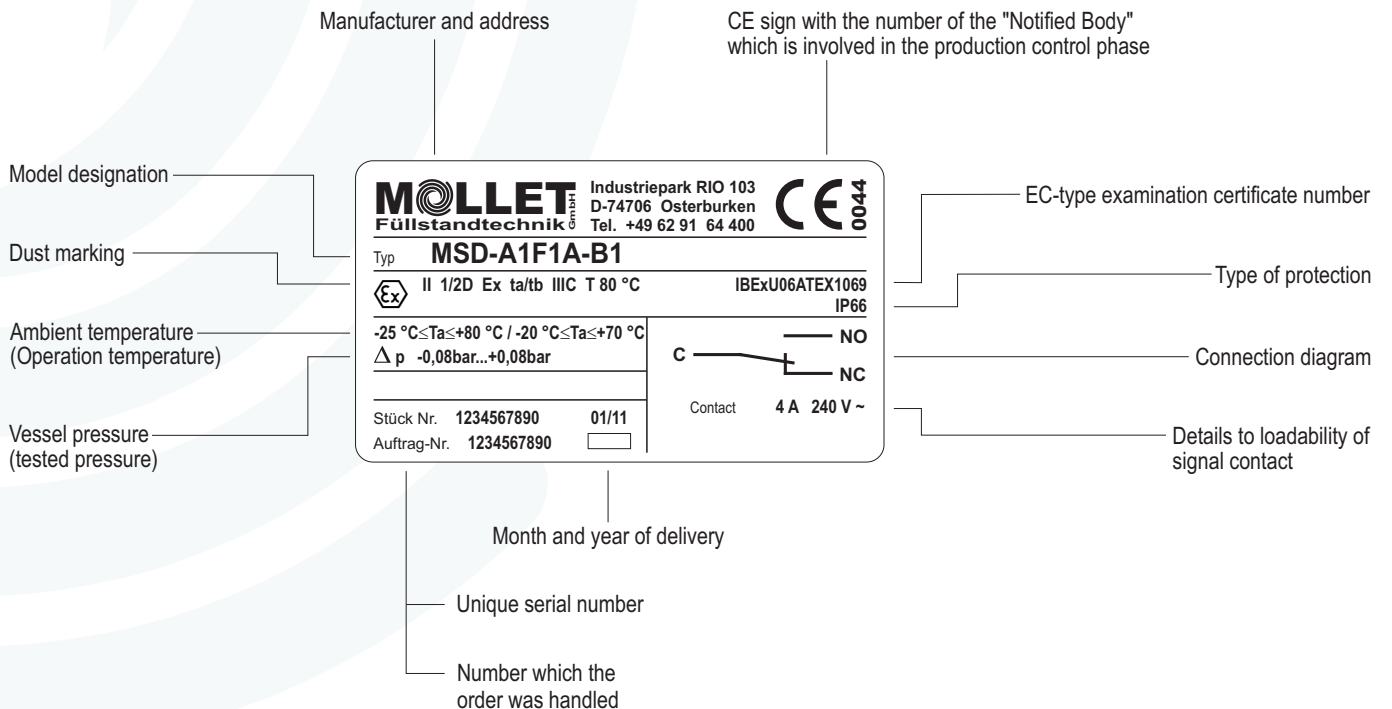 Manufacturer and address
CE sign with the number of the "Notified Body"
which is involved in the production control phase
Model designation
Dust marking
Ambient temperature
(Operation temperature)
Vessel pressure
(tested pressure)
MOLLET GmbH
Füllstandtechnik
Industriepark RIO 103
D-74706 Osterburken
Tel. +49 62 91 64 400
CE 0044
Typ MSD-A1F1A-B1
Ex II 1/2D Ex ta/tb IIIC T 80 °C
IBExU06ATEX1069
IP66
-25 °C≤Ta≤+80 °C / -20 °C≤Ta≤+70 °C
Δ p -0,08bar...+0,08bar
NO
C
NC
Contact 4 A 240 V ~
Stück Nr. 1234567890 01/11
Auftrag-Nr. 1234567890
EC-type examination certificate number
Type of protection
Connection diagram
Details to loadability of
signal contact
Month and year of delivery
Unique serial number
Number which the
order was handled